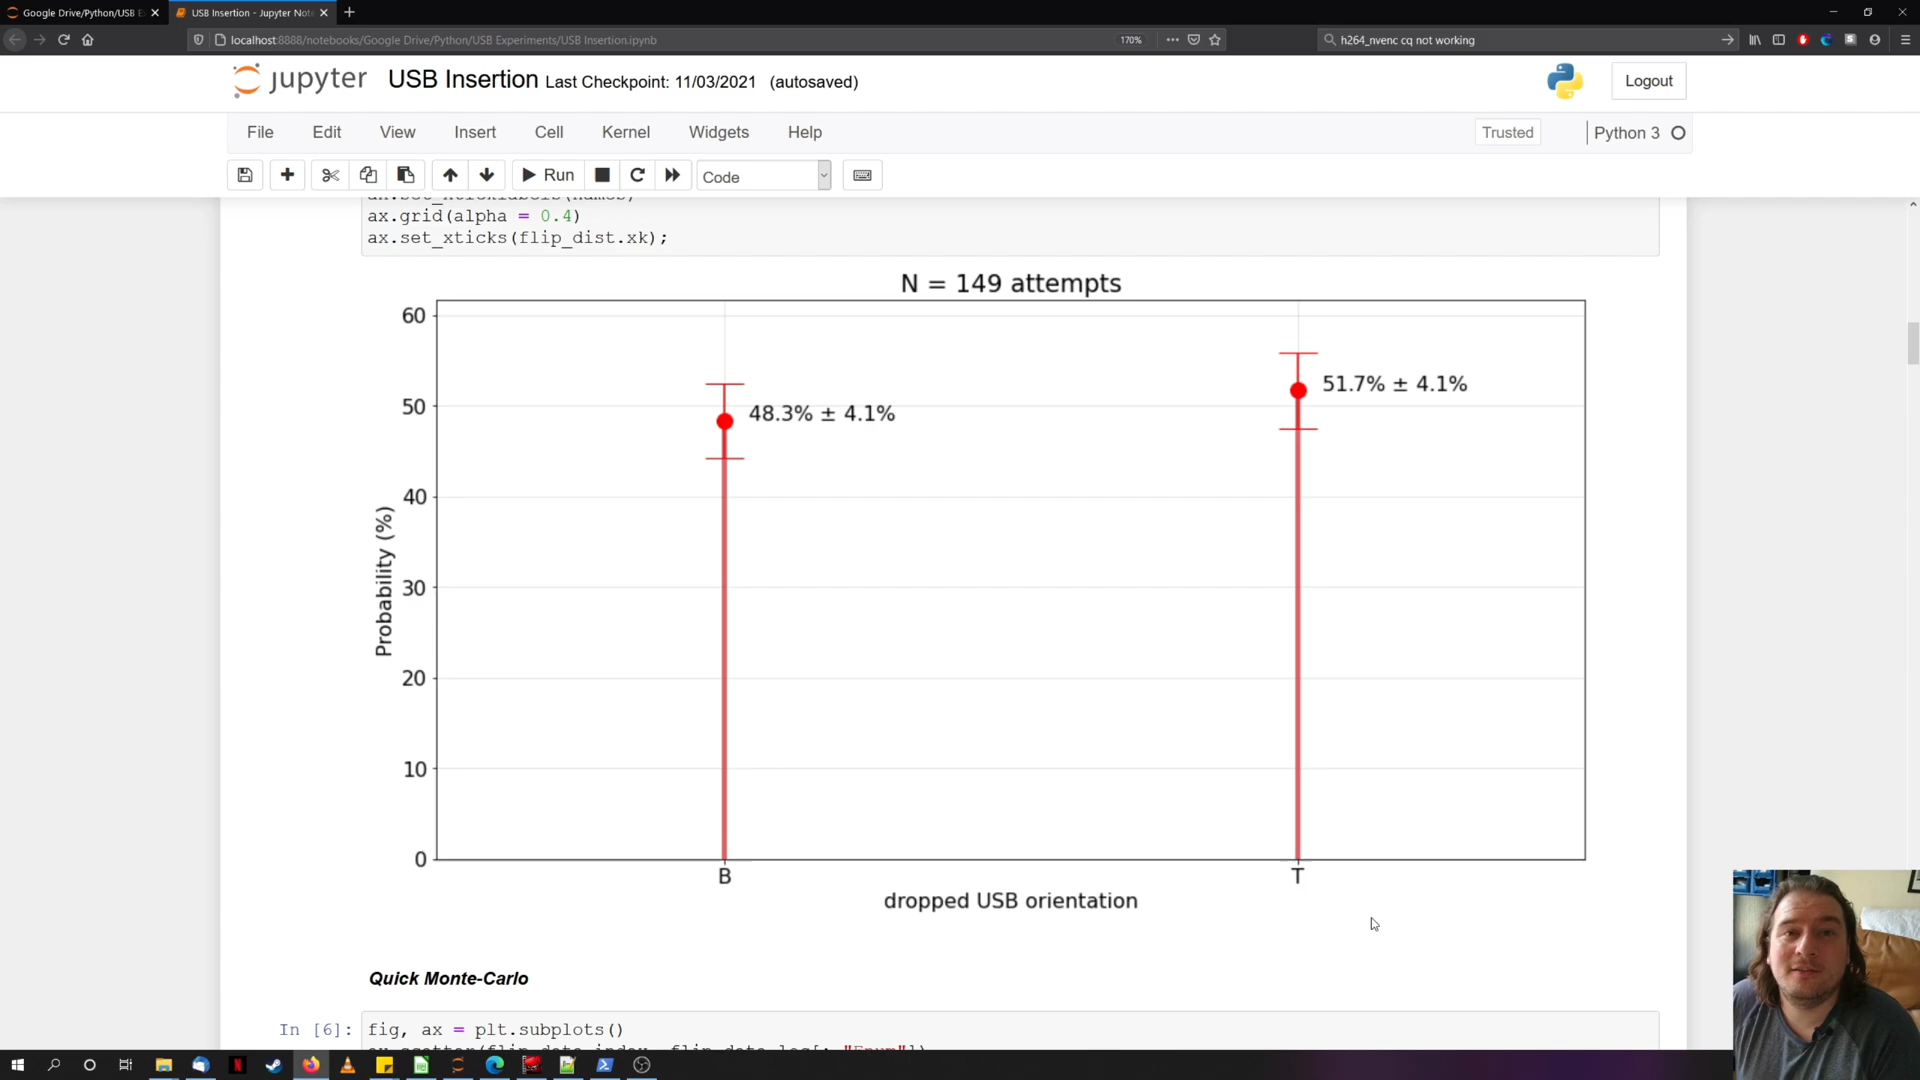 Google Drive/Python/USB E
USB Insertion - Jupyter Not
localhost:8888/notebooks/Google Drive/Python/USB Experiments/USB Insertion.ipynb
170%
h264_nvenc cq not working
jupyter
USB Insertion Last Checkpoint: 11/03/2021 (autosaved)
Logout
File Edit View Insert Cell Kernel Widgets Help
Trusted
Python 3
Run
Code
ax.set_xticklabels(names)
ax.grid(alpha = 0.4)
ax.set_xticks(flip_dist.xk);
N = 149 attempts
60
50
40
30
20
10
0
Probability (%)
48.3% ± 4.1%
51.7% ± 4.1%
B
T
dropped USB orientation
Quick Monte-Carlo
In [6]:
fig, ax = plt.subplots()